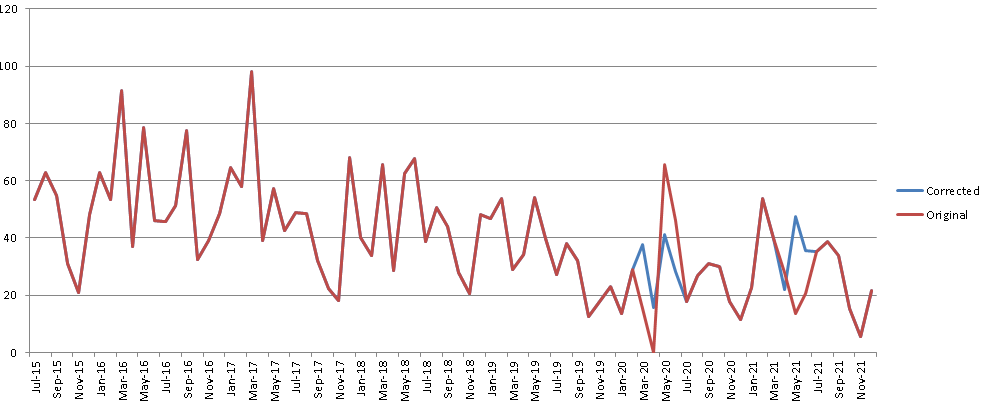 120
100
80
60
40
20
0
Jul-15
Sep-15
Nov-15
Jan-16
Mar-16
May-16
Jul-16
Sep-16
Nov-16
Jan-17
Mar-17
May-17
Jul-17
Sep-17
Nov-17
Jan-18
Mar-18
May-18
Jul-18
Sep-18
Nov-18
Jan-19
Mar-19
May-19
Jul-19
Sep-19
Nov-19
Jan-20
Mar-20
May-20
Jul-20
Sep-20
Nov-20
Jan-21
Mar-21
May-21
Jul-21
Sep-21
Nov-21
Corrected
Original